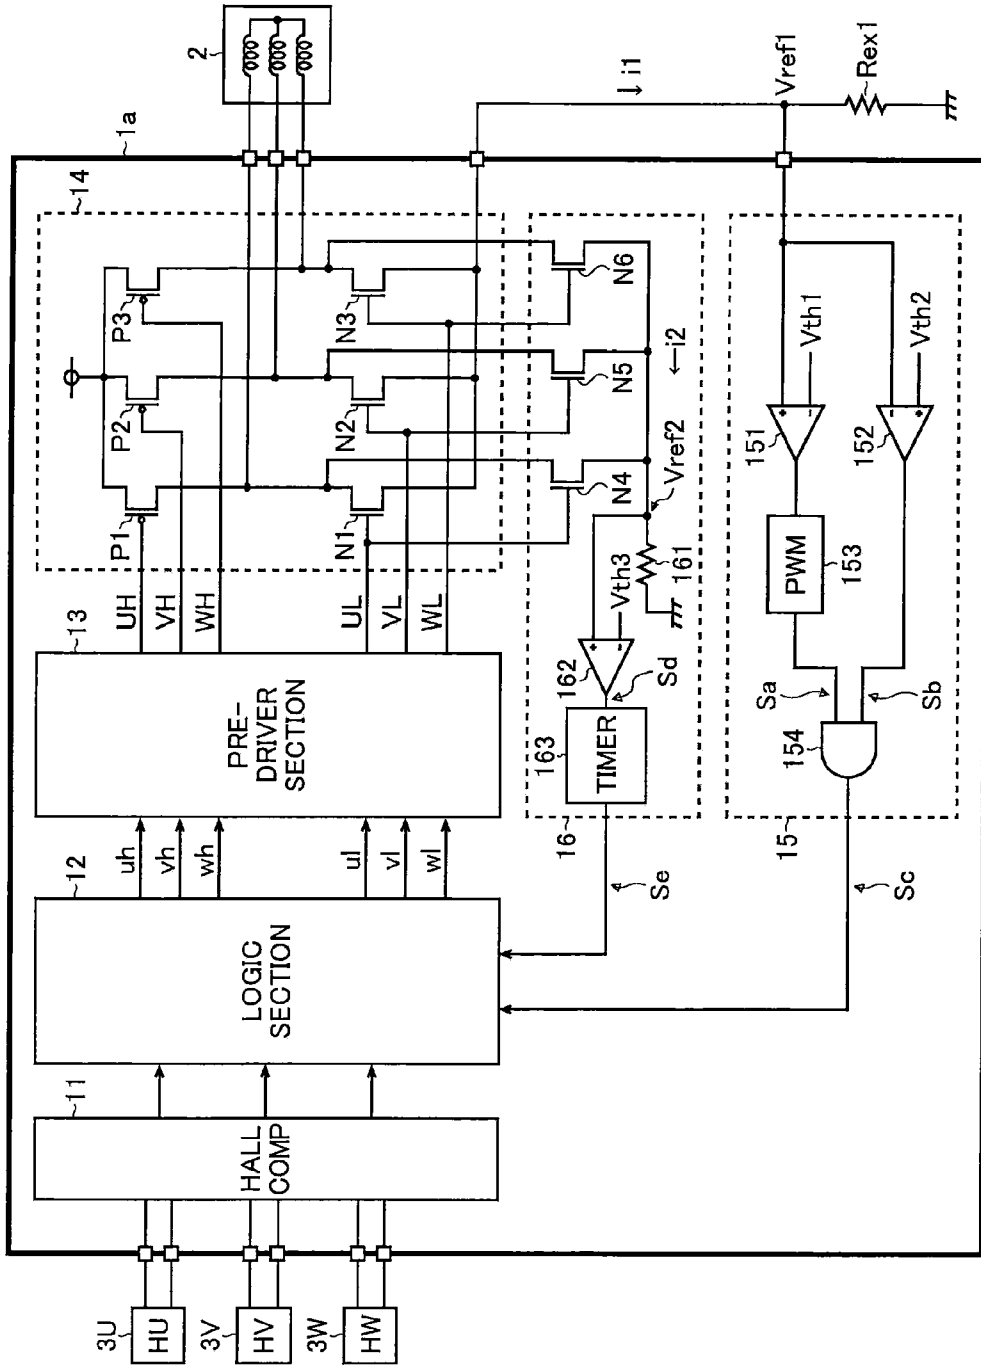 1a
3U
HU
3V
HV
3W
HW
11
HALL
COMP
12
LOGIC
SECTION
uh
vh
wh
ul
vl
wl
13
PRE-
DRIVER
SECTION
UH
VH
WH
UL
VL
WL
14
P1
P2
P3
N1
N2
N3
2
N4
N5
N6
←i2
Vref2
161
Vth3
162
Sd
163
TIMER
16
Se
↓i1
Vref1
Rex1
Vth1
Vth2
151
152
PWM
153
Sa
Sb
154
15
Sc